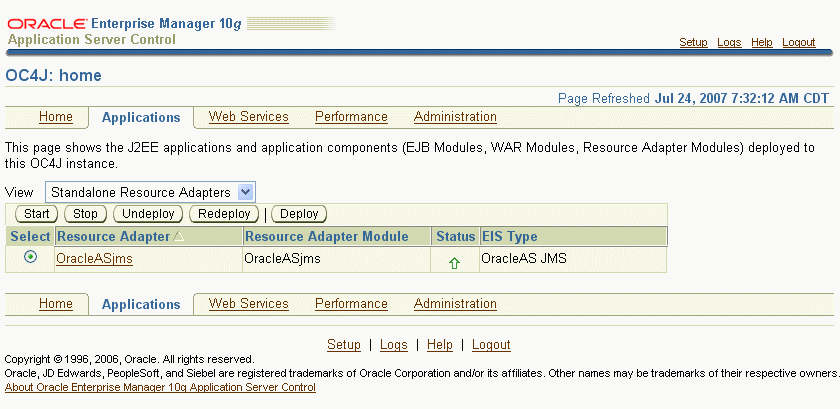 ORACLE Enterprise Manager 10g
Application Server Control
Setup Logs Help Logout
OC4J: home
Page Refreshed Jul 24, 2007 7:32:12 AM CDT
Home Applications Web Services Performance Administration
This page shows the J2EE applications and application components (EJB Modules, WAR Modules, Resource Adapter Modules) deployed to
this OC4J instance.
View Standalone Resource Adapters
Start Stop Undeploy Redeploy | Deploy
Select Resource Adapter Resource Adapter Module Status EIS Type
OracleASjms OracleASjms OracleAS JMS
Home Applications Web Services Performance Administration
Setup | Logs | Help | Logout
Copyright © 1996, 2006, Oracle. All rights reserved.
Oracle, JD Edwards, PeopleSoft, and Siebel are registered trademarks of Oracle Corporation and/or its affiliates. Other names may be trademarks of their respective owners.
About Oracle Enterprise Manager 10g Application Server Control